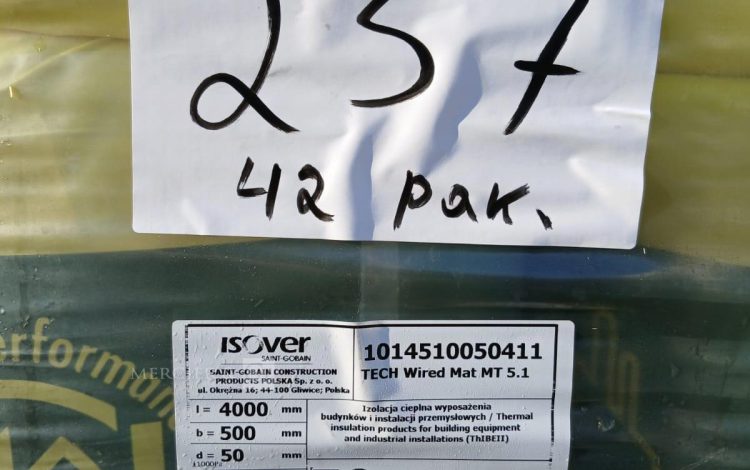 257
42 pak.
erforman
ISOVER
SAINT-GOBAIN
SAINT-GOBAIN CONSTRUCTION
PRODUCTS POLSKA Sp. z o. o.
ul. Okrężna 16; 44-100 Gliwice; Polska
1014510050411
TECH Wired Mat MT 5.1
l = 4000 mm
b = 500 mm
d = 50 mm
Izolacja cieplna wyposażenia
budynków i instalacji przemysłowych / Thermal
insulation products for building equipment
and industrial installations (ThIBEII)